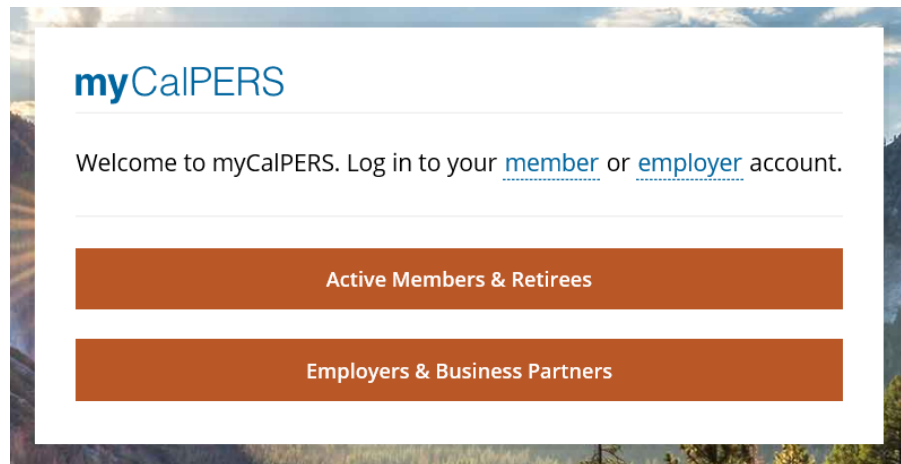 myCalPERS
Welcome to myCalPERS. Log in to your member or employer account.
Active Members & Retirees
Employers & Business Partners